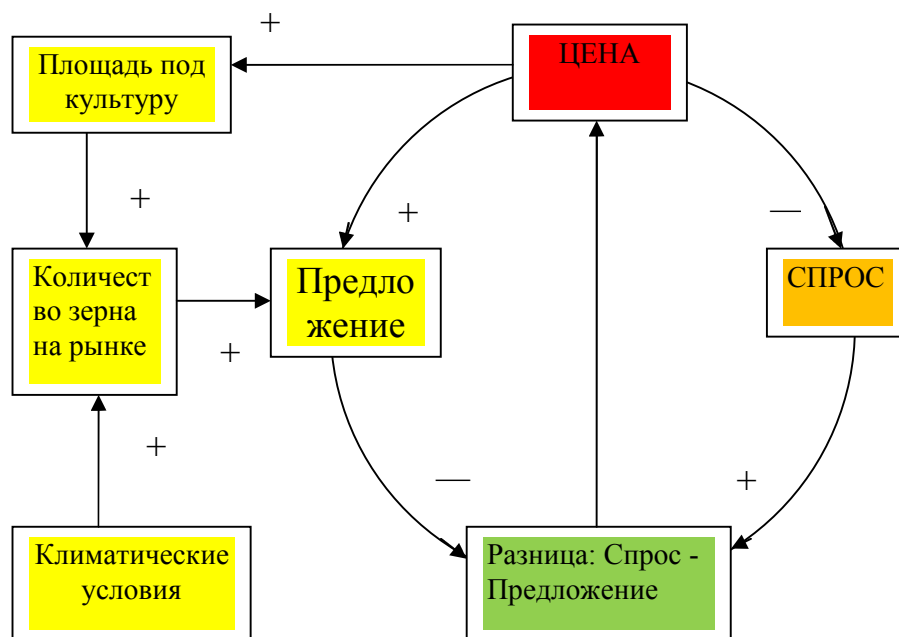 +
ЦЕНА
Площадь под
культуру
+
+
—
Количест
во зерна
на рынке
Предло
жение
СПРОС
+
+
—
+
Климатические
условия
Разница: Спрос -
Предложение